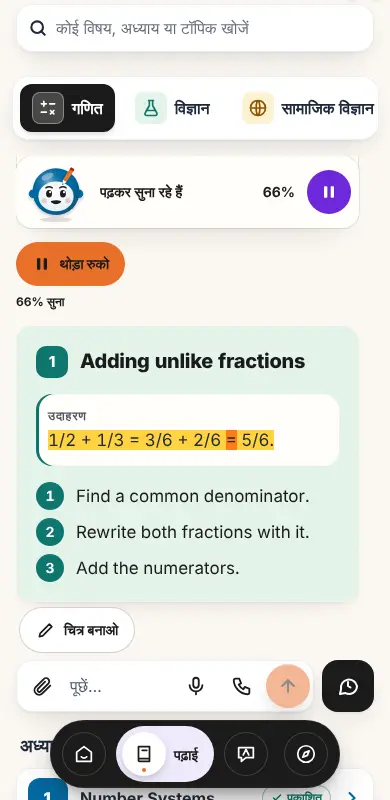 कोई विषय, अध्याय या टॉपिक खोजें
गणित
विज्ञान
सामाजिक विज्ञान
पढ़कर सुना रहे हैं
66%
थोड़ा रुको
66% सुना
1 Adding unlike fractions
उदाहरण
1/2 + 1/3 = 3/6 + 2/6 = 5/6.
1 Find a common denominator.
2 Rewrite both fractions with it.
3 Add the numerators.
चित्र बनाओ
पूछें...
पढ़ाई
1 Number Systems